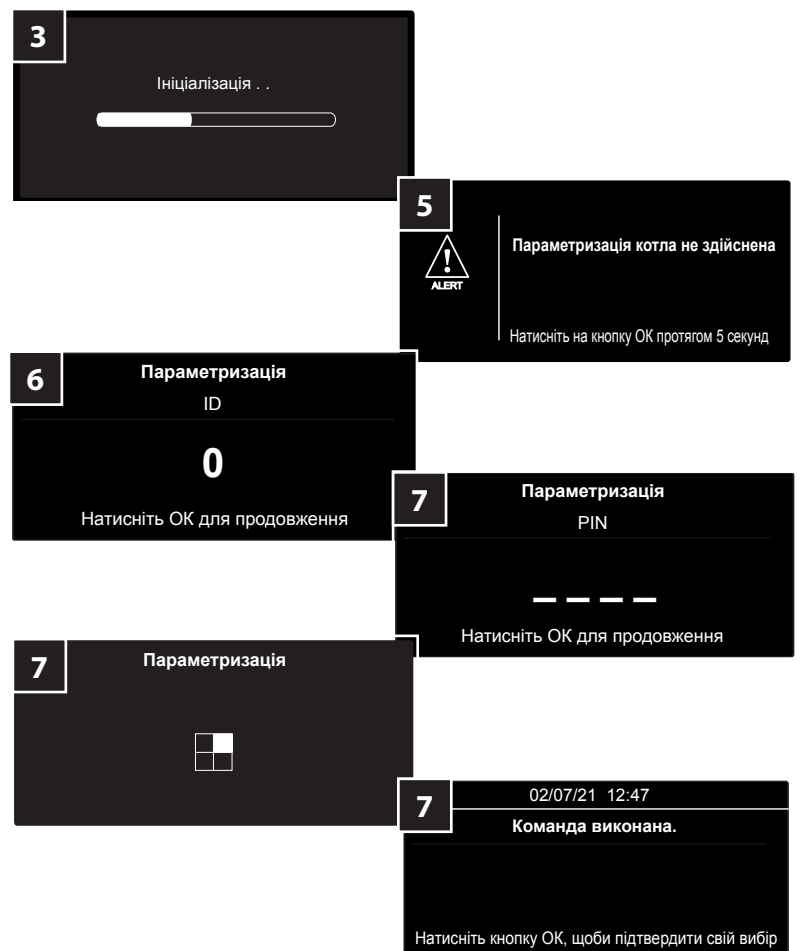 3
Ініціалізація . .
5
ALERT
Параметризація котла не здійснена
Натисніть на кнопку ОК протягом 5 секунд
6
Параметризація
ID
0
Натисніть ОК для продовження
7
Параметризація
PIN
_ _ _ _
Натисніть ОК для продовження
7
Параметризація
7
02/07/21 12:47
Команда виконана.
Натисніть кнопку ОК, щоби підтвердити свій вибір